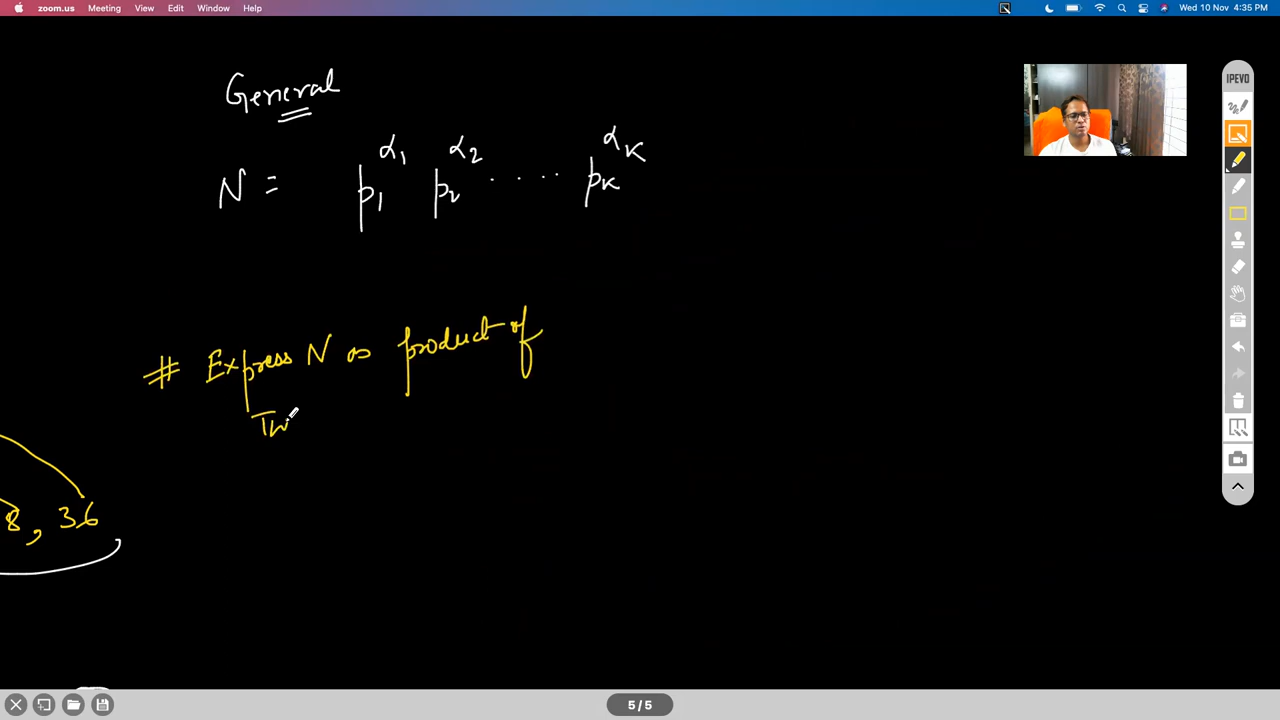 zoom.us Meeting View Edit Window Help Wed 10 Nov 4:35 PM
IPEVO
General
N = p₁^α₁ p₂^α₂ .... pₖ^αₖ
# Express N as product of
Tw
8, 36
5 / 5